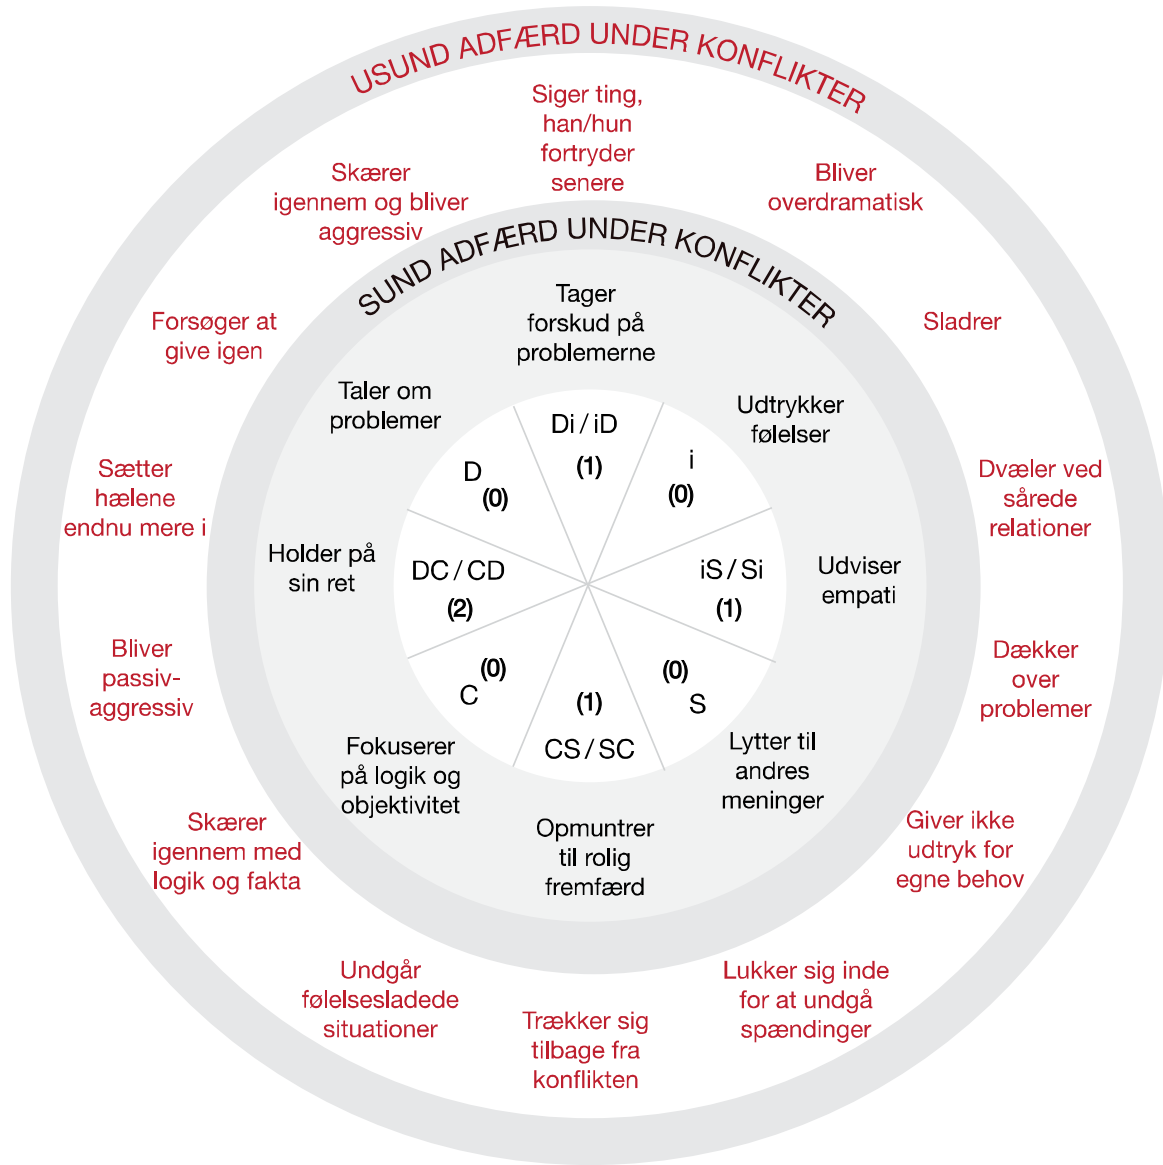 USUND ADFÆRD UNDER KONFLIKTER
Siger ting,
han/hun
fortryder
senere
Bliver
overdramatisk
Sladrer
Dvæler ved
sårede
relationer
Dækker
over
problemer
Giver ikke
udtryk for
egne behov
Lukker sig inde
for at undgå
spændinger
Trækker sig
tilbage fra
konflikten
Undgår
følelsesladede
situationer
Skærer
igennem med
logik og fakta
Bliver
passiv-
aggressiv
Sætter
hælene
endnu mere i
Forsøger at
give igen
Skærer
igennem og bliver
aggressiv
SUND ADFÆRD UNDER KONFLIKTER
Tager
forskud på
problemerne
Udtrykker
følelser
Udviser
empati
Lytter til
andres
meninger
Opmuntrer
til rolig
fremfærd
Fokuserer
på logik og
objektivitet
Holder på
sin ret
Taler om
problemer
Di / iD
(1)
i
(0)
iS / Si
(1)
(0)
S
(1)
CS / SC
(0)
C
DC / CD
(2)
D
(0)